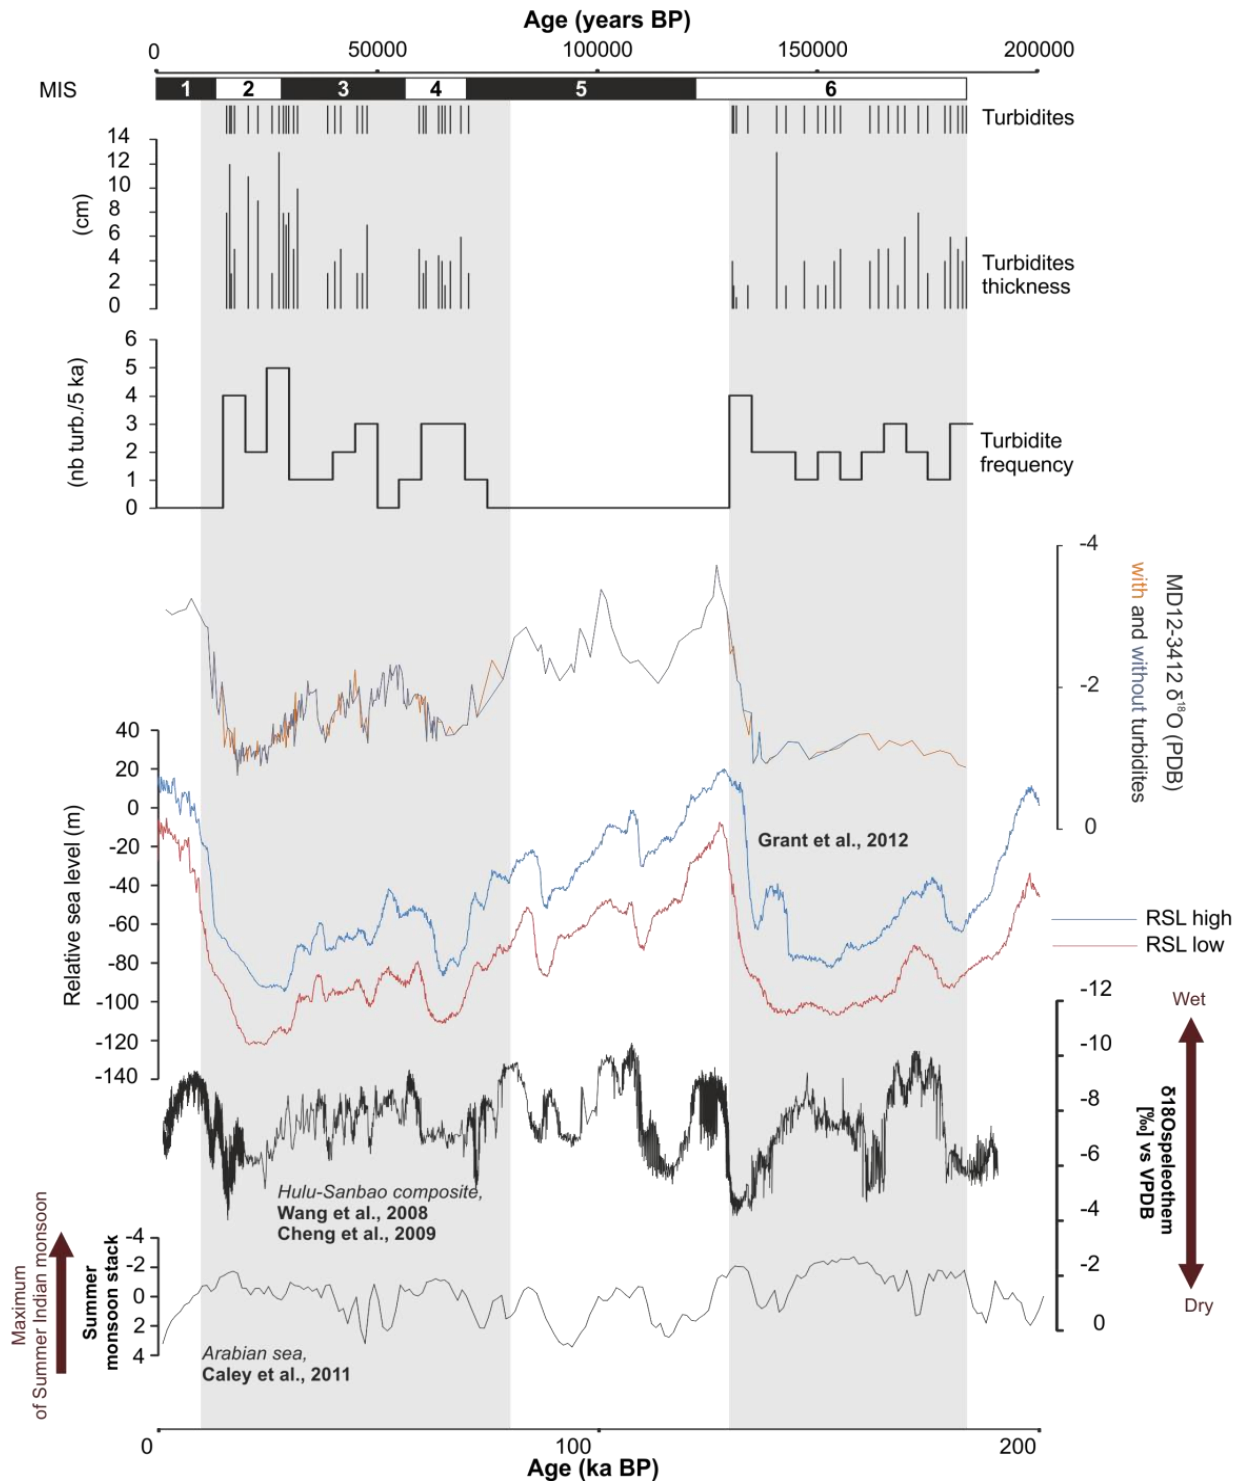 Age (years BP)
0 50000 100000 150000 200000
MIS 1 2 3 4 5 6
Turbidites
14
12
10
8
6
4
2
0
(cm)
Turbidites
thickness
6
5
4
3
2
1
0
(nb turb./5 ka)
Turbidite
frequency
-4
-2
0
MD12-3412 δ¹⁸O (PDB)
with and without turbidites
40
20
0
-20
-40
-60
-80
-100
-120
-140
Relative sea level (m)
Grant et al., 2012
RSL high
RSL low
-12
-10
-8
-6
-4
-2
0
Wet
δ18Ospeleothem
[‰] vs VPDB
Dry
Hulu-Sanbao composite,
Wang et al., 2008
Cheng et al., 2009
Maximum
of Summer Indian monsoon
Summer
monsoon stack
-4
-2
0
2
4
Arabian sea,
Caley et al., 2011
0 100 200
Age (ka BP)